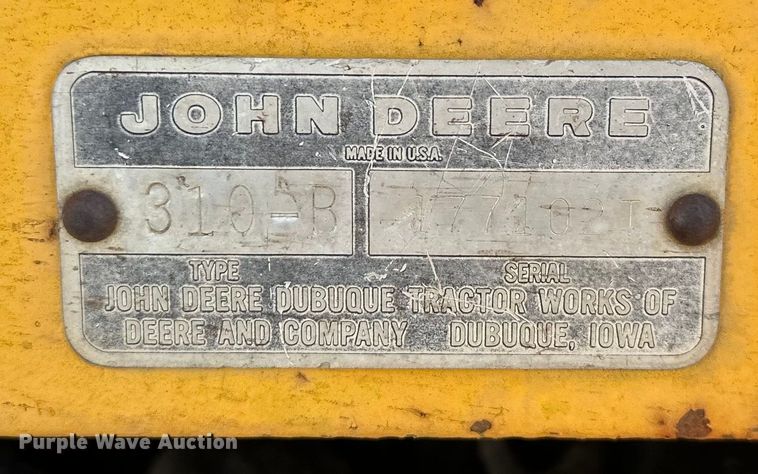 JOHN DEERE
MADE IN U.S.A.
310-B
TYPE SERIAL
JOHN DEERE DUBUQUE TRACTOR WORKS OF
DEERE AND COMPANY DUBUQUE, IOWA
Purple Wave Auction